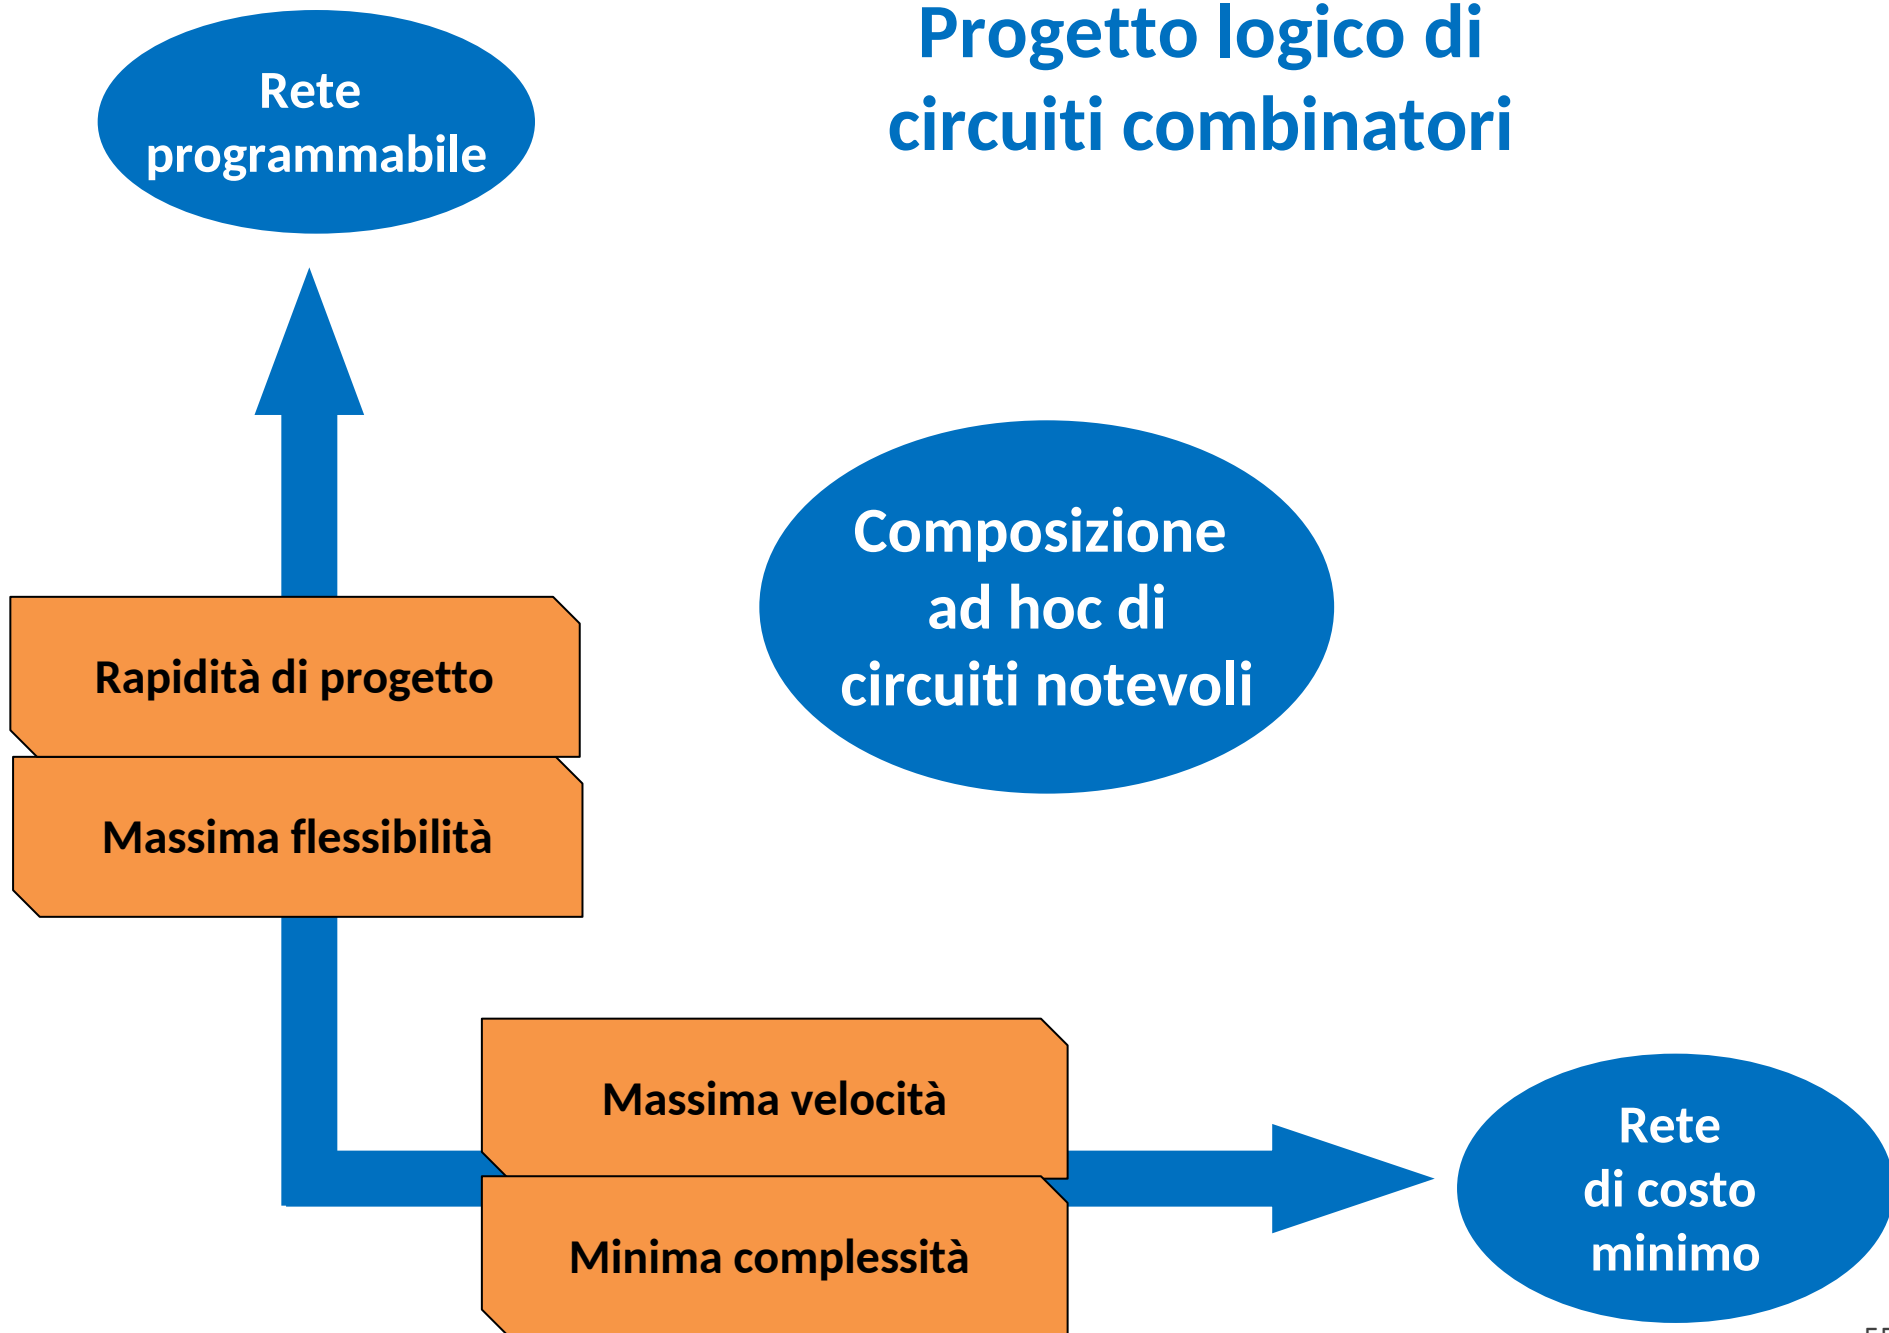 Progetto logico di
circuiti combinatori
Rete
programmabile
Composizione
ad hoc di
circuiti notevoli
Rapidità di progetto
Massima flessibilità
Massima velocità
Minima complessità
Rete
di costo
minimo